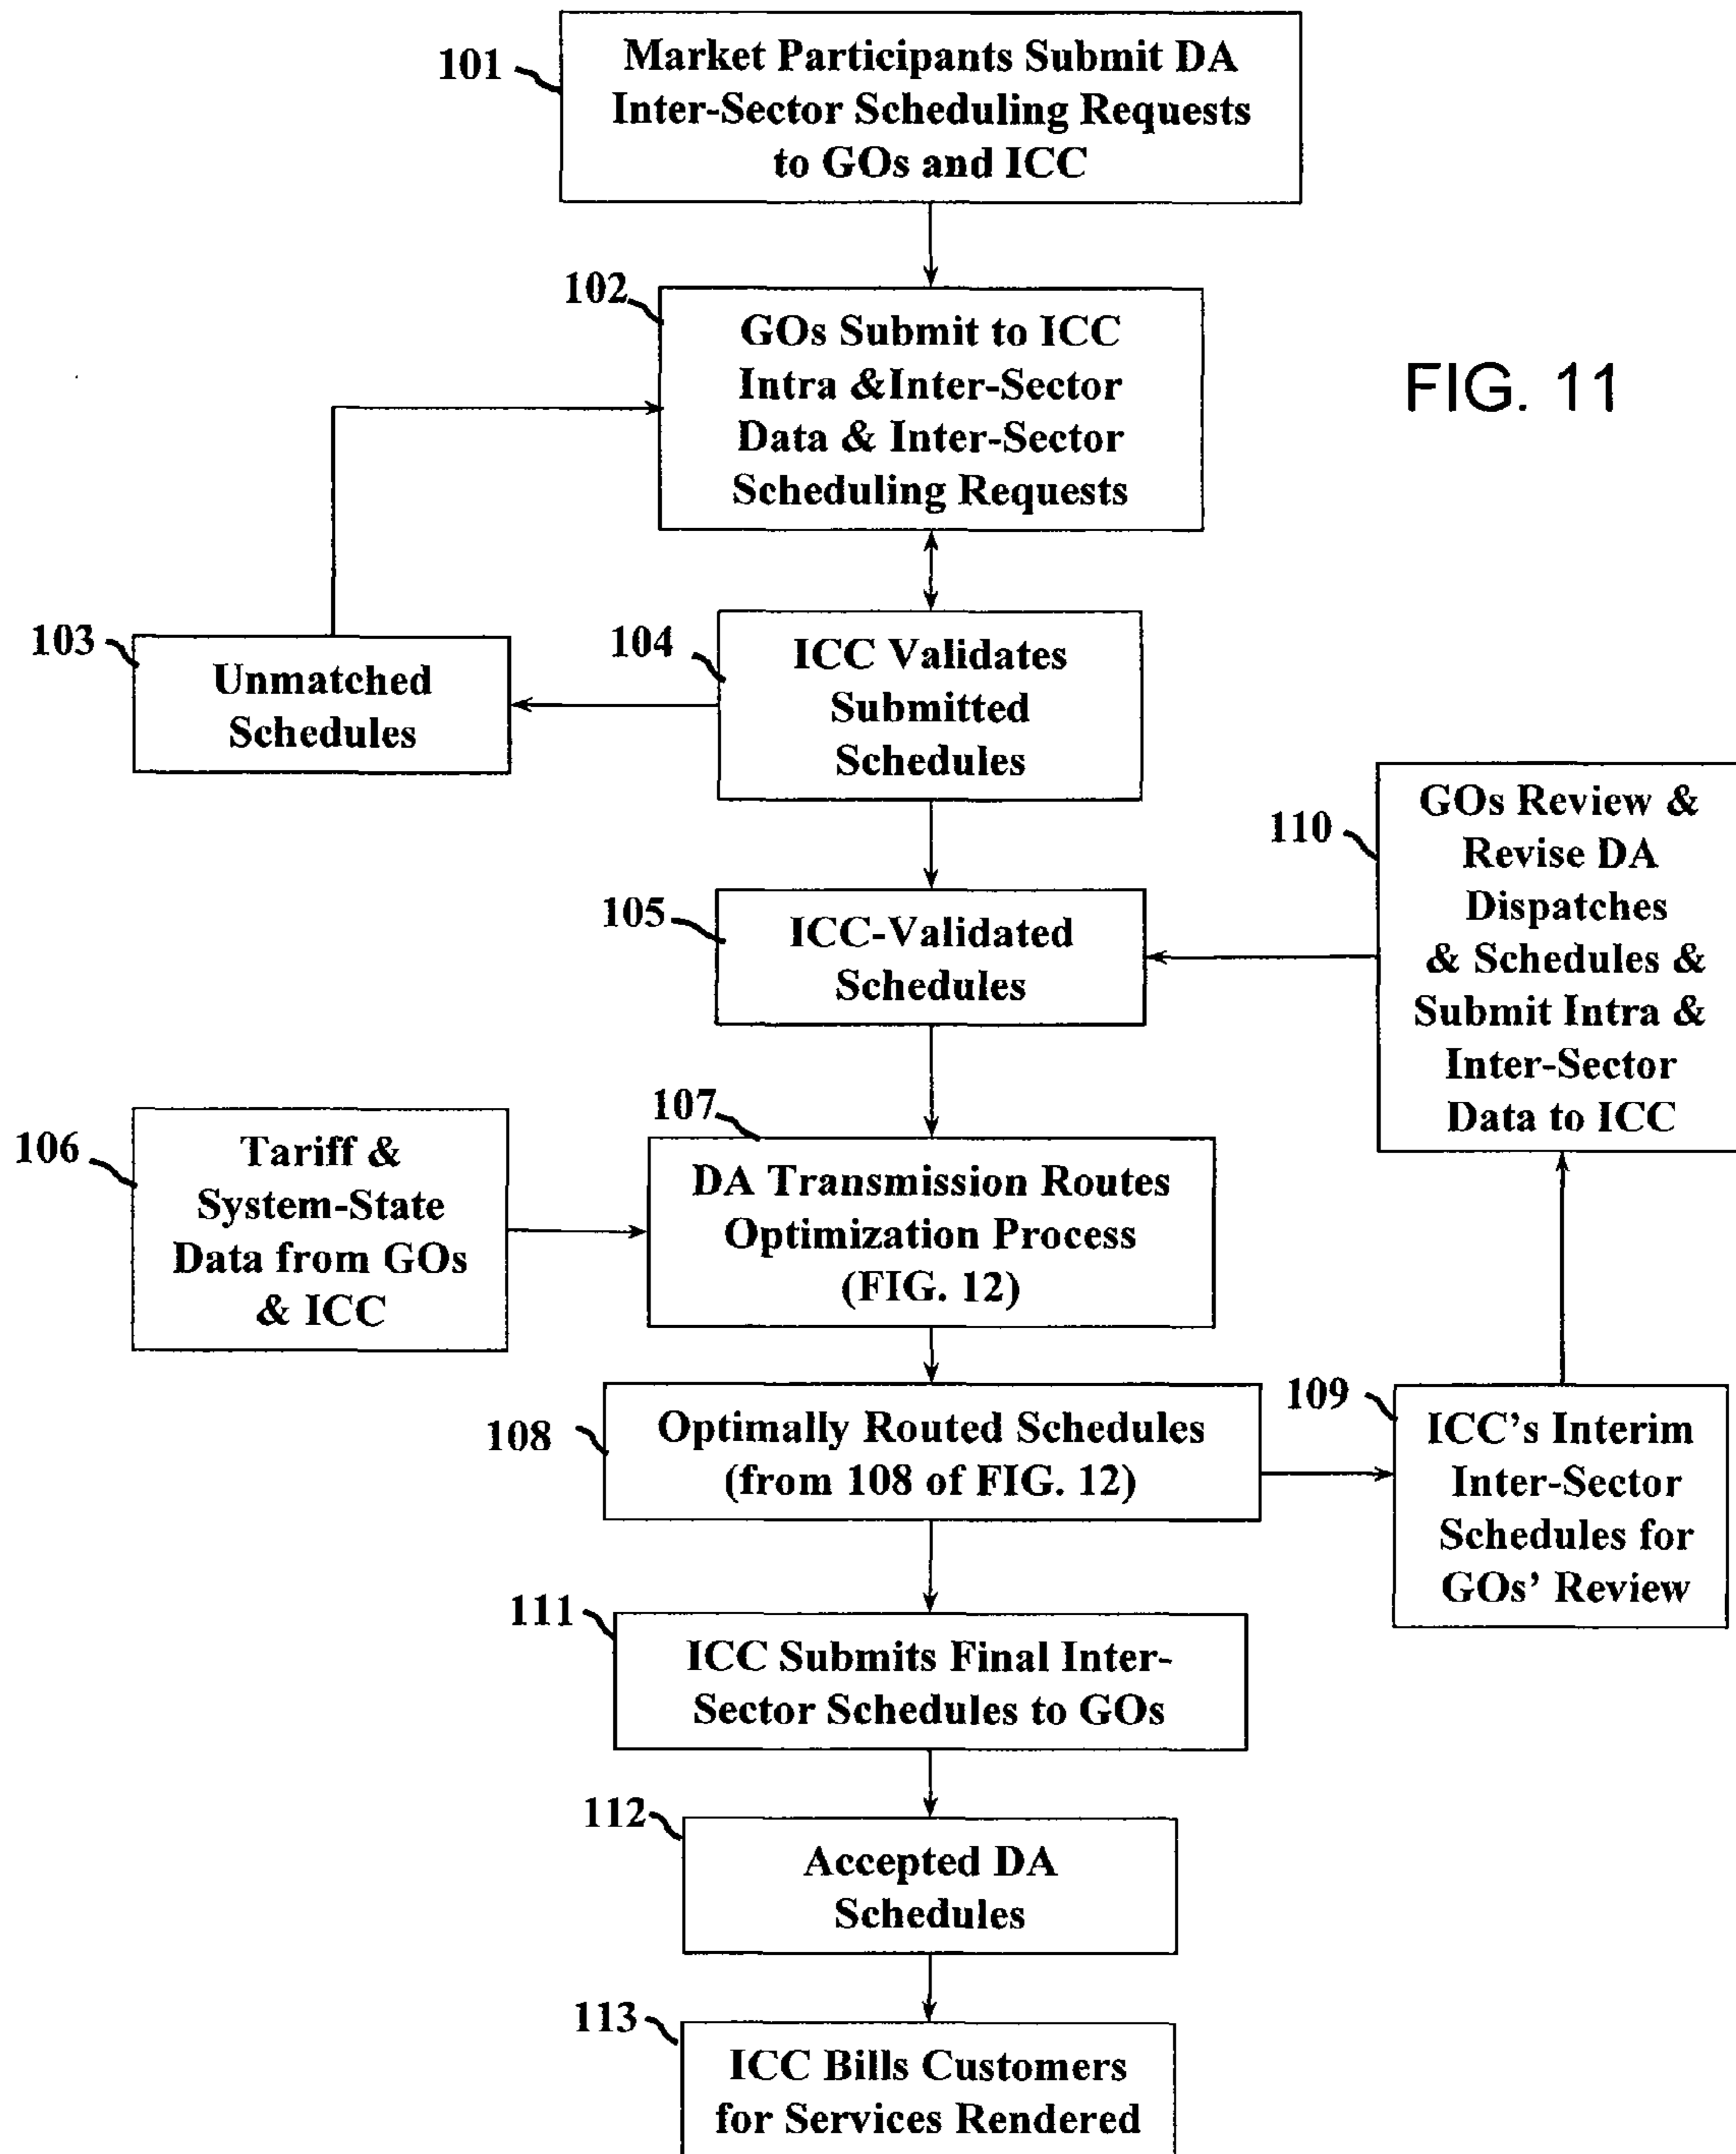 101
Market Participants Submit DA
Inter-Sector Scheduling Requests
to GOs and ICC
102
GOs Submit to ICC
Intra &Inter-Sector
Data & Inter-Sector
Scheduling Requests
FIG. 11
103
Unmatched
Schedules
104
ICC Validates
Submitted
Schedules
110
GOs Review &
Revise DA
Dispatches
& Schedules &
Submit Intra &
Inter-Sector
Data to ICC
105
ICC-Validated
Schedules
106
Tariff &
System-State
Data from GOs
& ICC
107
DA Transmission Routes
Optimization Process
(FIG. 12)
108
Optimally Routed Schedules
(from 108 of FIG. 12)
109
ICC's Interim
Inter-Sector
Schedules for
GOs' Review
111
ICC Submits Final Inter-
Sector Schedules to GOs
112
Accepted DA
Schedules
113
ICC Bills Customers
for Services Rendered